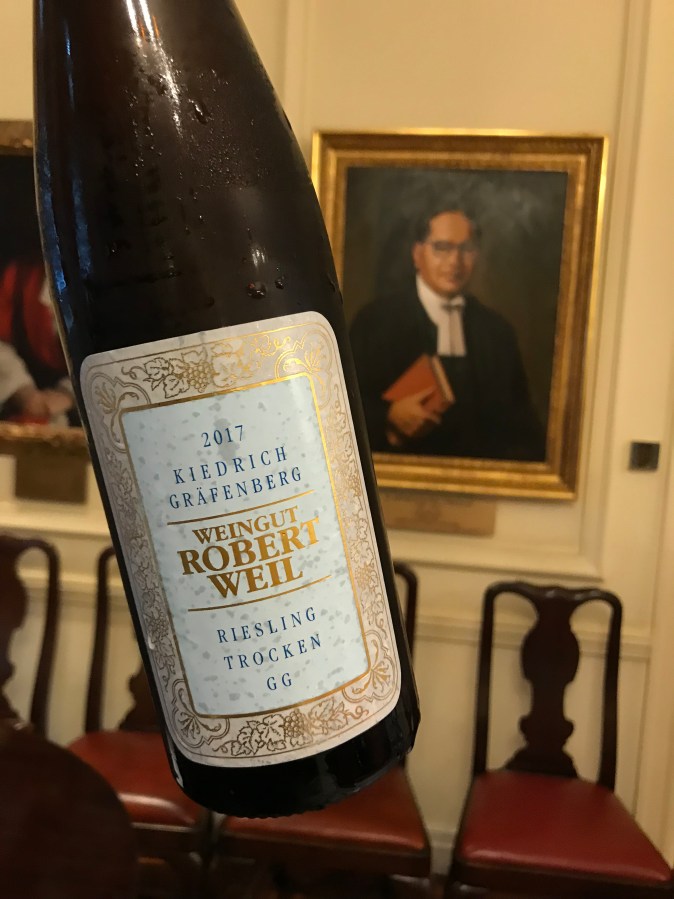 2017
KIEDRICH
GRÄFENBERG
WEINGUT
ROBERT
WEIL
RIESLING
TROCKEN
GG